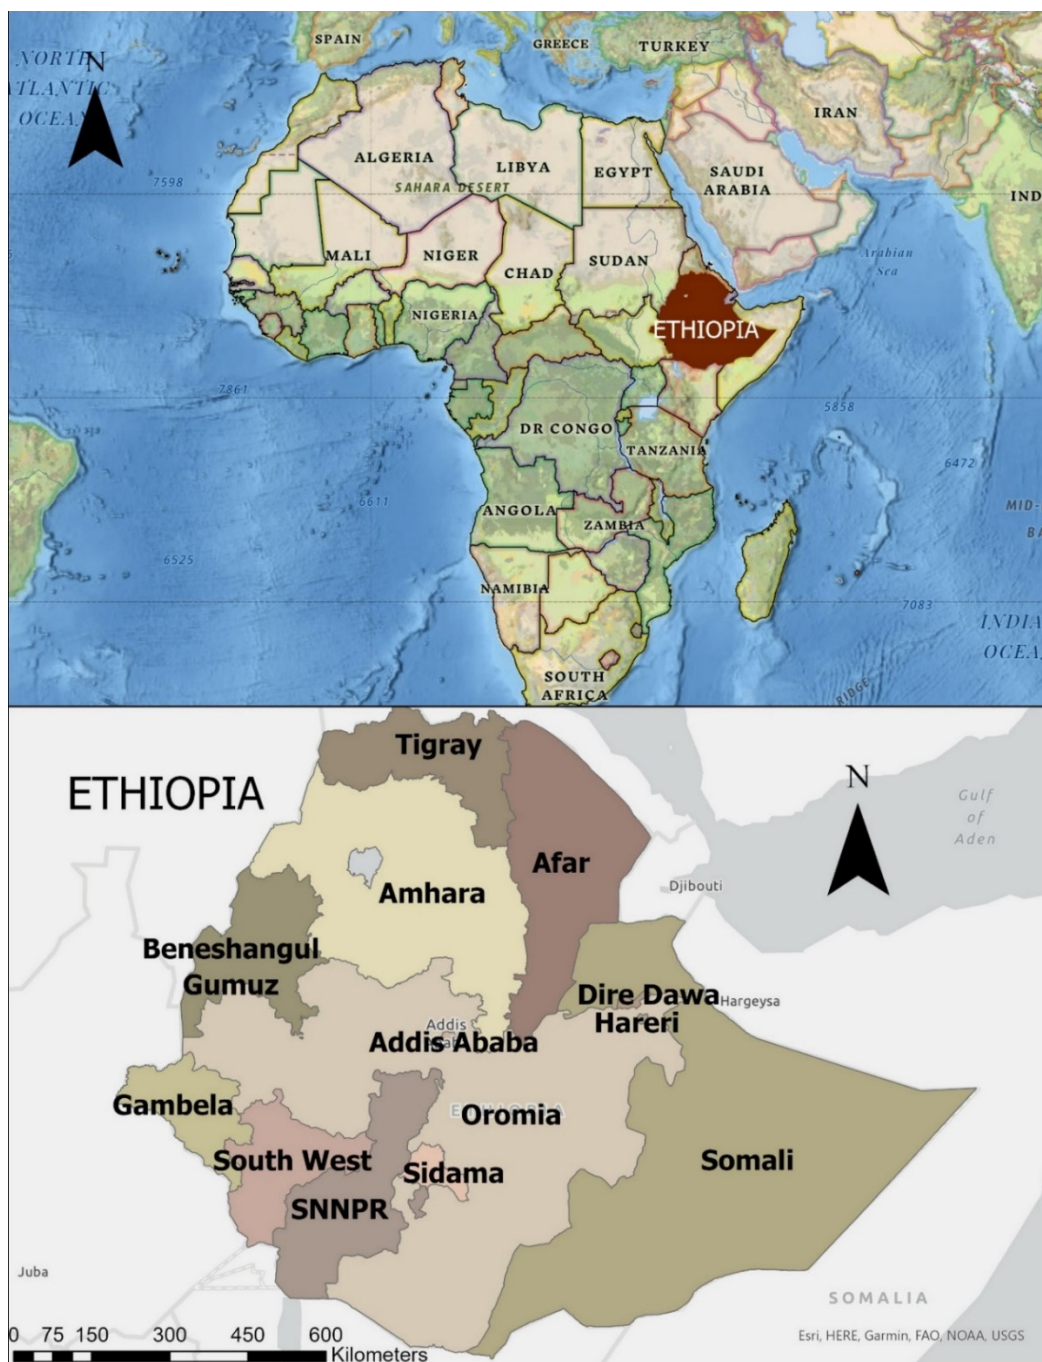 SPAIN
GREECE
TURKEY
NORTH
ATLANTIC
OCEAN
N
IRAN
ALGERIA
LIBYA
EGYPT
SAUDI
ARABIA
7598
SAHARA DESERT
IND
MALI
NIGER
CHAD
SUDAN
Arabian
Sea
NIGERIA
ETHIOPIA
7861
5858
DR CONGO
TANZANIA
6472
6611
ANGOLA
ZAMBIA
MID-
BA
6525
NAMIBIA
7083
INDIA
OCEA
SOUTH
AFRICA
RIDGE
ETHIOPIA
Tigray
N
Gulf
of
Aden
Afar
Amhara
Djibouti
Beneshangul
Gumuz
Dire Dawa
Hareri
Hargeysa
Addis
Addis Ababa
Gambela
ETHIOPIA
Oromia
South West
Sidama
Somali
SNNPR
Juba
SOMALIA
0 75 150 300 450 600
Kilometers
Esri, HERE, Garmin, FAO, NOAA, USGS